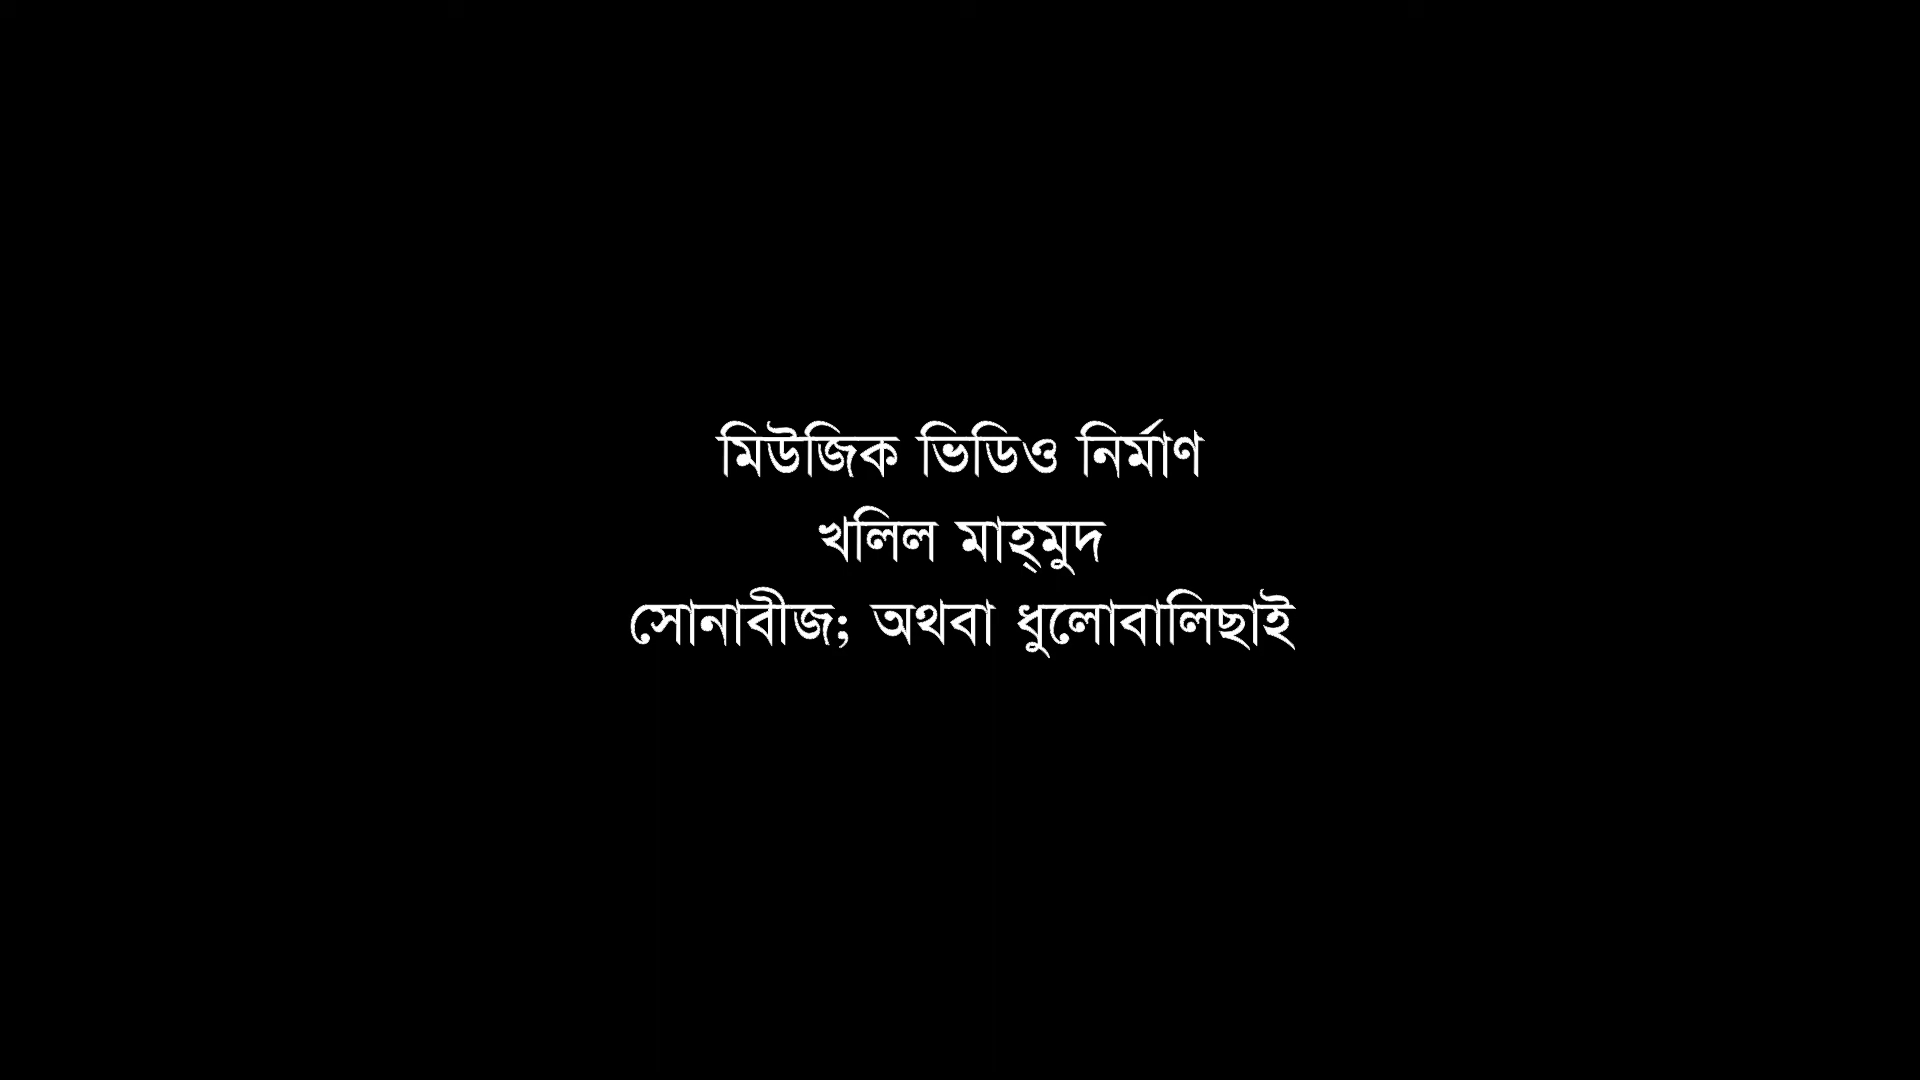 মিউজিক ভিডিও নির্মাণ
খলিল মাহ্‌মুদ
সোনাবীজ; অথবা ধুলোবালিছাই